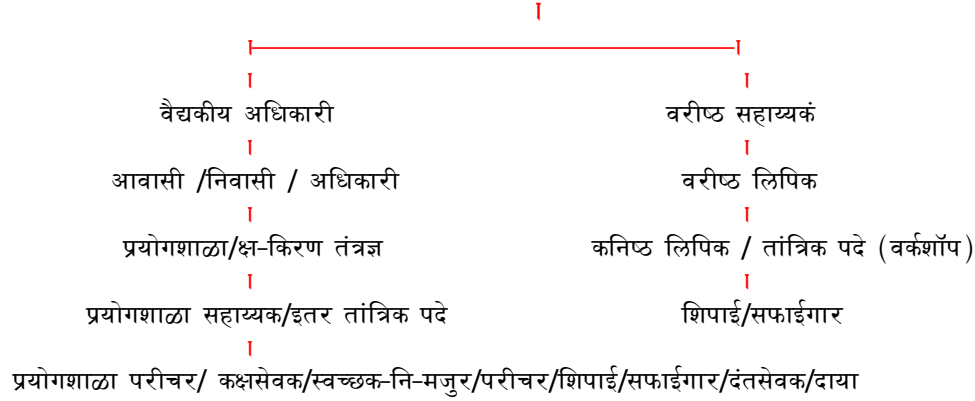 वैद्यकीय अधिकारी वरीष्ठ सहाय्यकं
आवासी /निवासी / अधिकारी वरीष्ठ लिपिक
प्रयोगशाळा/क्ष-किरण तंत्रज्ञ कनिष्ठ लिपिक / तांत्रिक पदे (वर्कशॉप)
प्रयोगशाळा सहाय्यक/इतर तांत्रिक पदे शिपाई/सफाईगार
प्रयोगशाळा परीचर/ कक्षसेवक/स्वच्छक-नि-मजुर/परीचर/शिपाई/सफाईगार/दंतसेवक/दाया